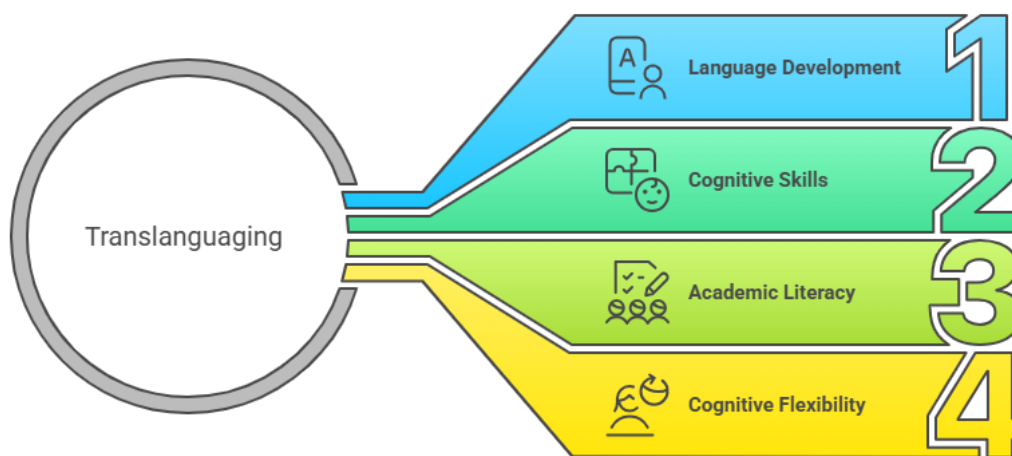 Translanguaging
Language Development
1
Cognitive Skills
2
Academic Literacy
3
Cognitive Flexibility
4
A